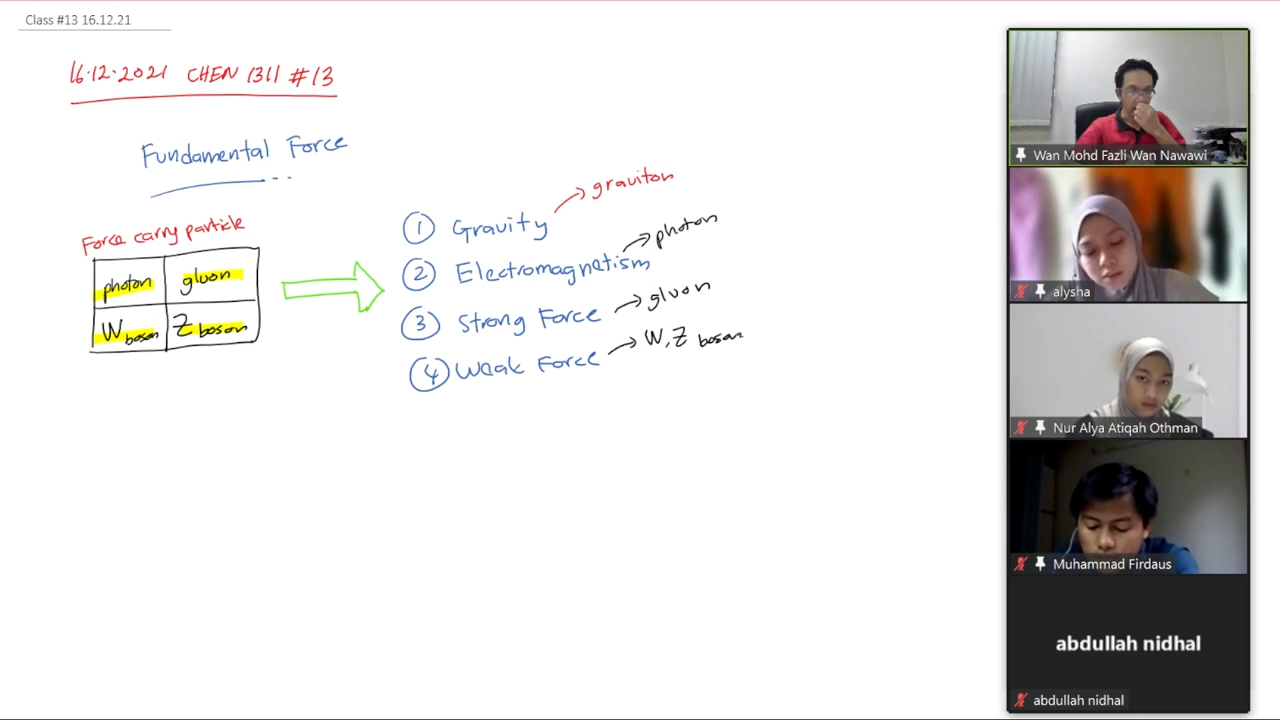 Class #13 16.12.21
16.12.2021 CHEN 1311 #13
Fundamental Force
Force carry particle
photon gluon
W boson Z boson
① Gravity → graviton
② Electromagnetism → photon
③ Strong Force → gluon
④ Weak Force → W, Z boson
Wan Mohd Fazli Wan Nawawi
alysha
Nur Alya Atiqah Othman
Muhammad Firdaus
abdullah nidhal
abdullah nidhal